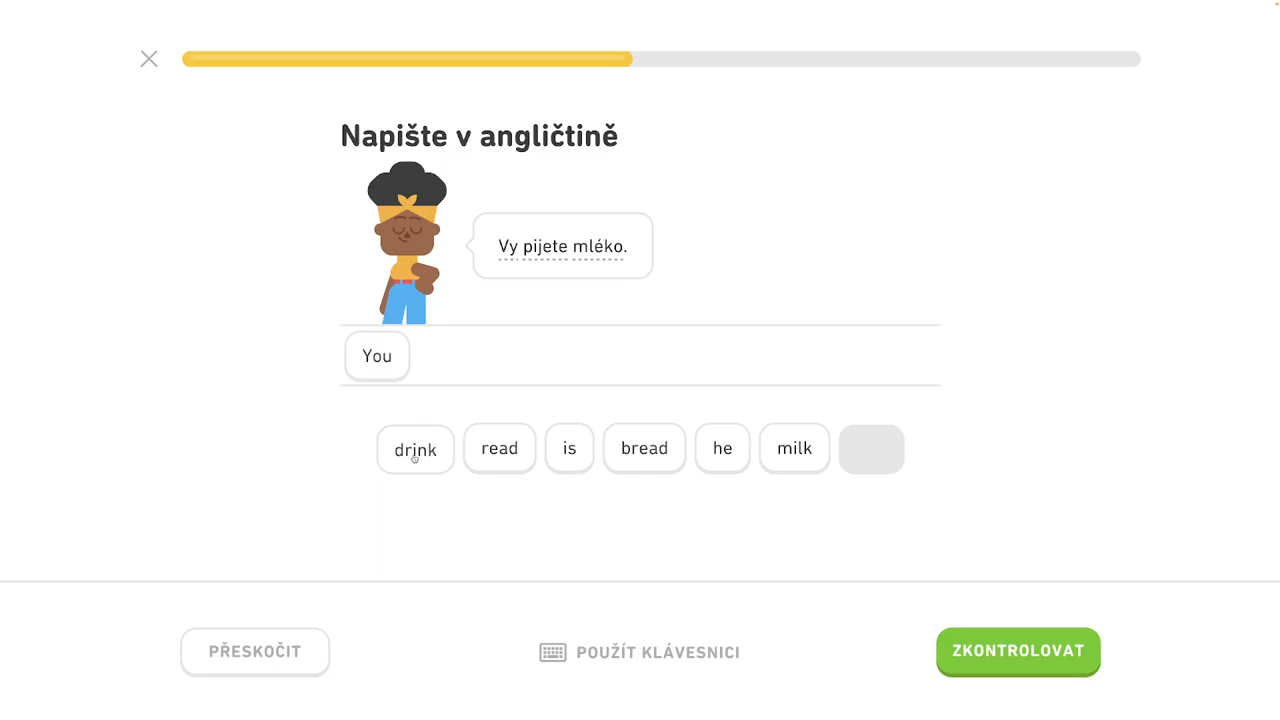 Napište v angličtině
Vy pijete mléko.
You
drink read is bread he milk
PŘESKOČIT POUŽÍT KLÁVESNICI ZKONTROLOVAT